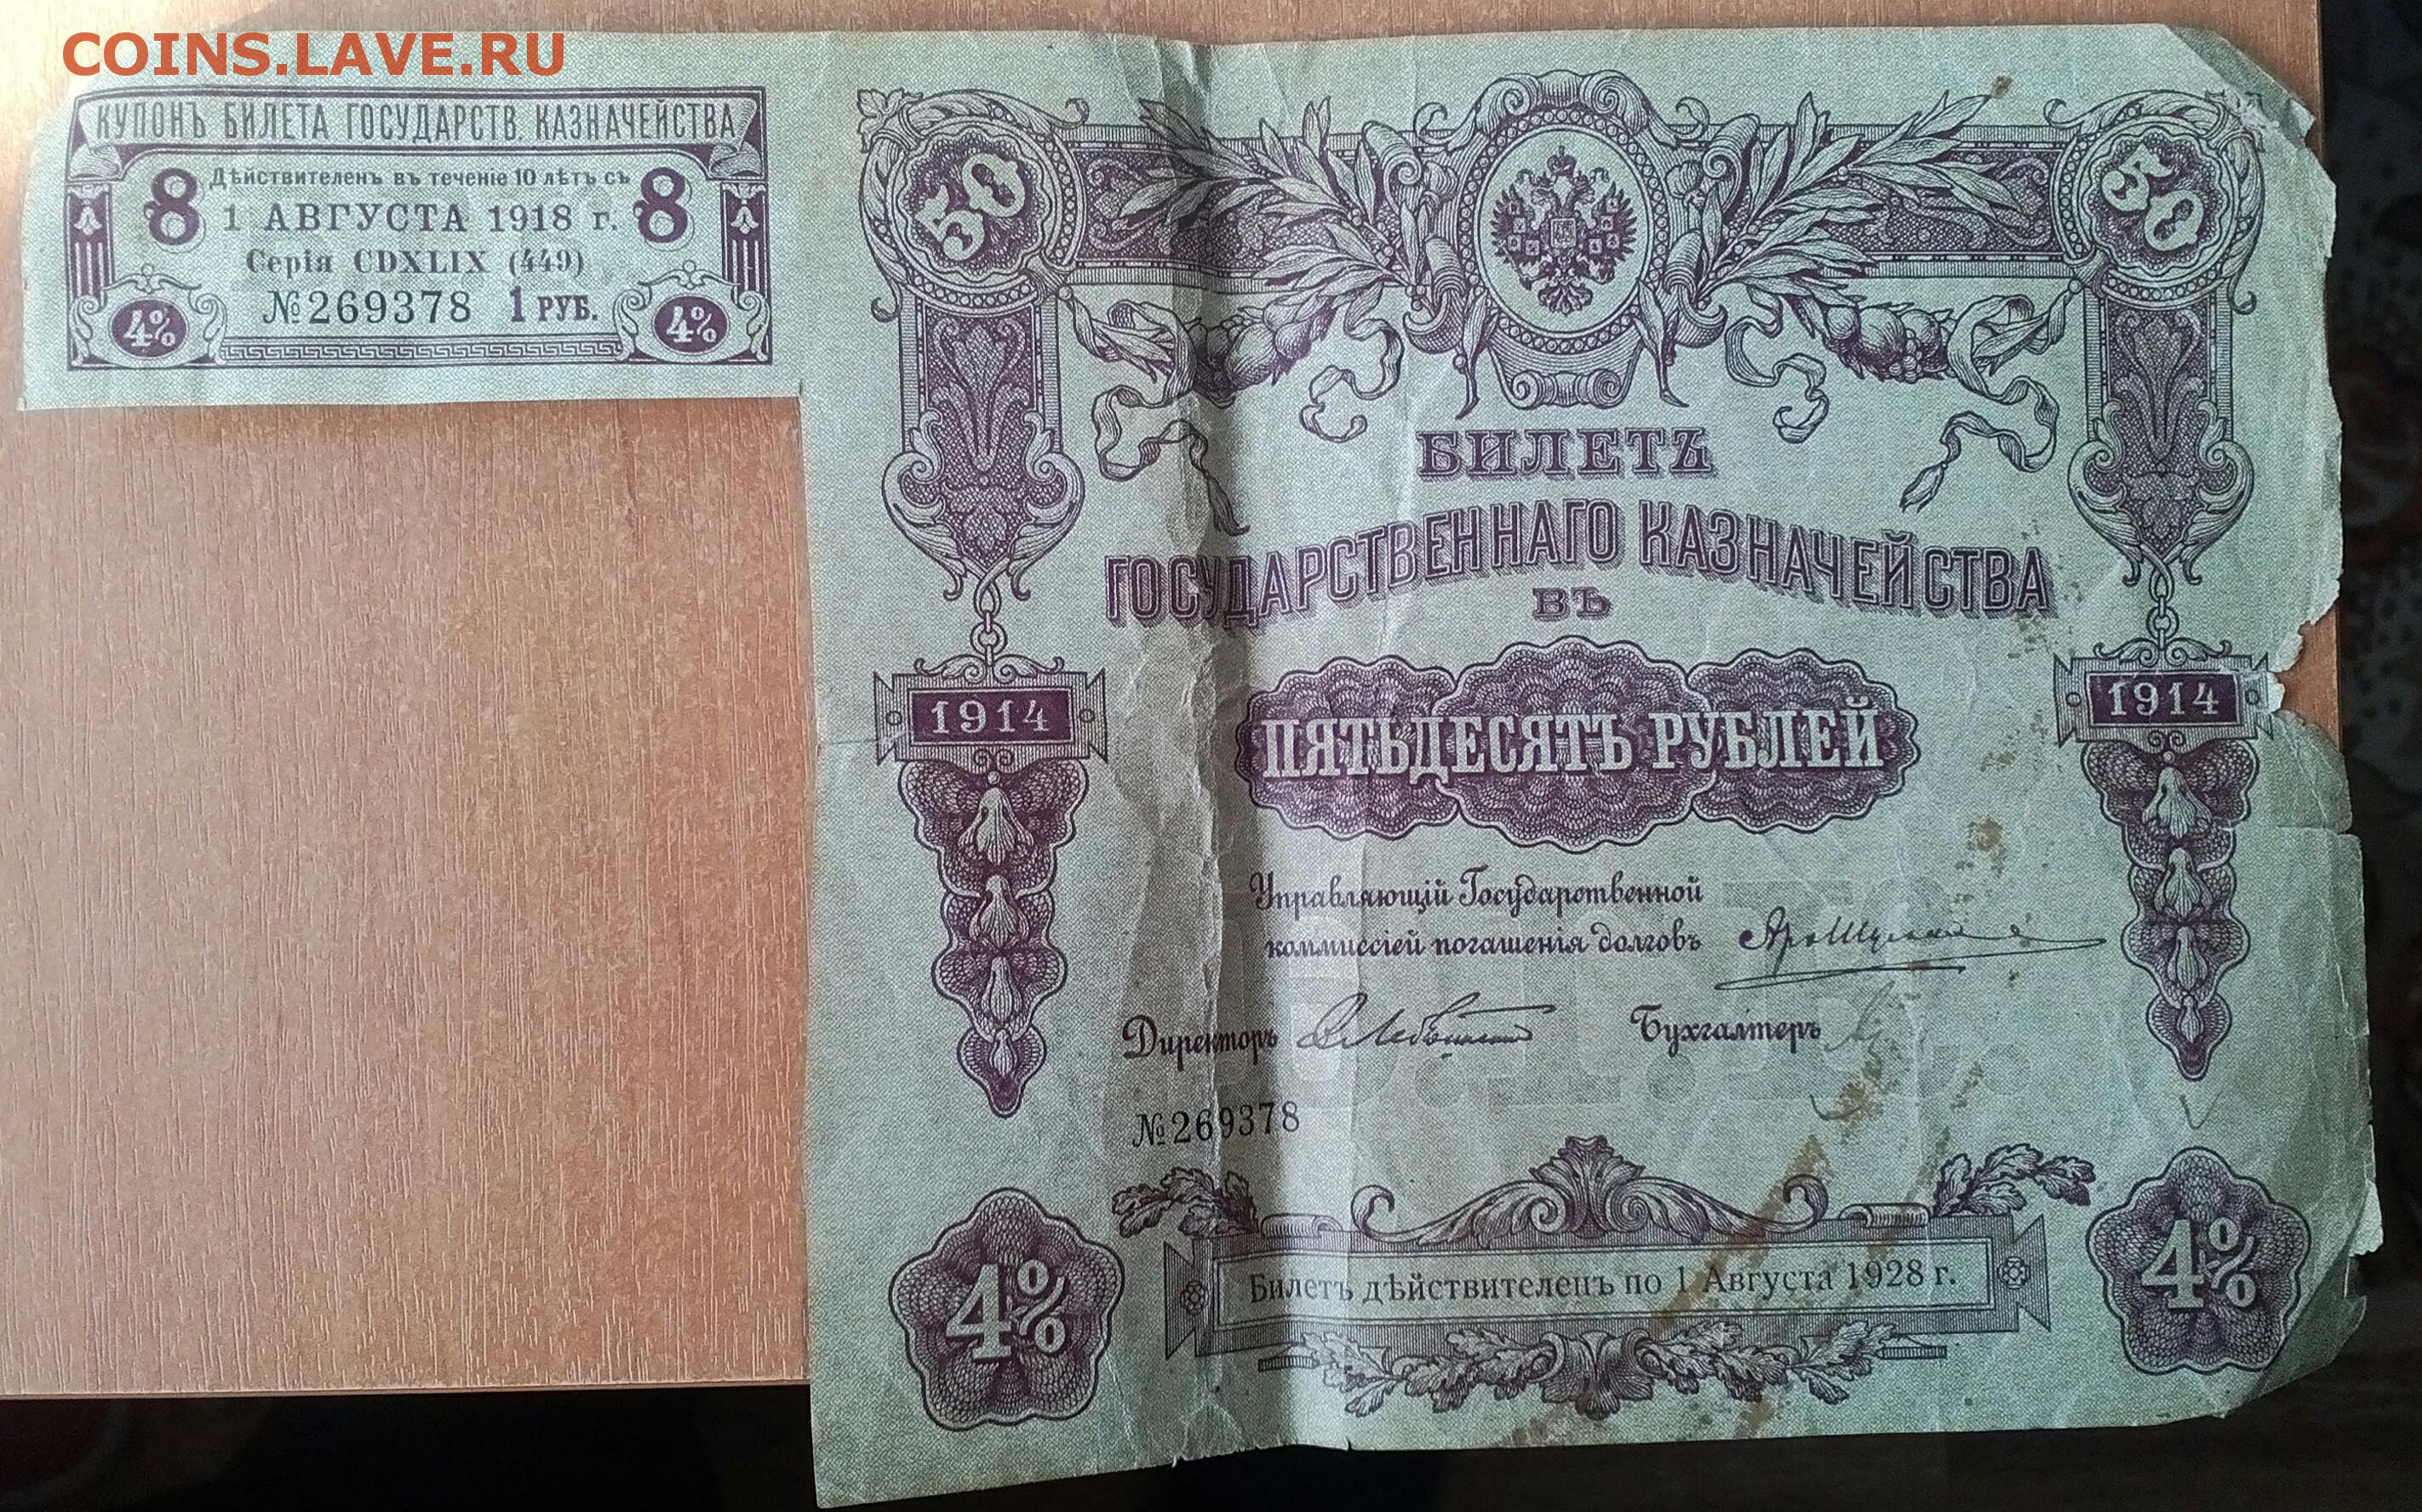 COINS.LAVE.RU
КУПОНЪ БИЛЕТА ГОСУДАРСТВ. КАЗНАЧЕЙСТВА
8 Дѣйствителенъ въ теченіе 10 лѣтъ съ 8
1 АВГУСТА 1918 г.
Серія CDXLIX (449)
№269378 1 РУБ.
4% 4%
50 50
БИЛЕТЪ
ГОСУДАРСТВЕННАГО КАЗНАЧЕЙСТВА
ВЪ
1914 1914
ПЯТЬДЕСЯТЪ РУБЛЕЙ
Управляющій Государственной
коммиссіей погашенія долговъ
Директоръ Бухгалтеръ
№269378
4% 4%
Билетъ дѣйствителенъ по 1 Августа 1928 г.